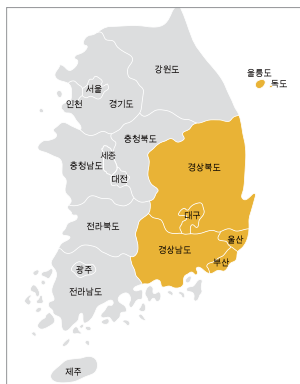 강원도
울릉도
독도
서울
인천
경기도
충청북도
세종
충청남도
대전
경상북도
대구
전라북도
울산
경상남도
부산
광주
전라남도
제주